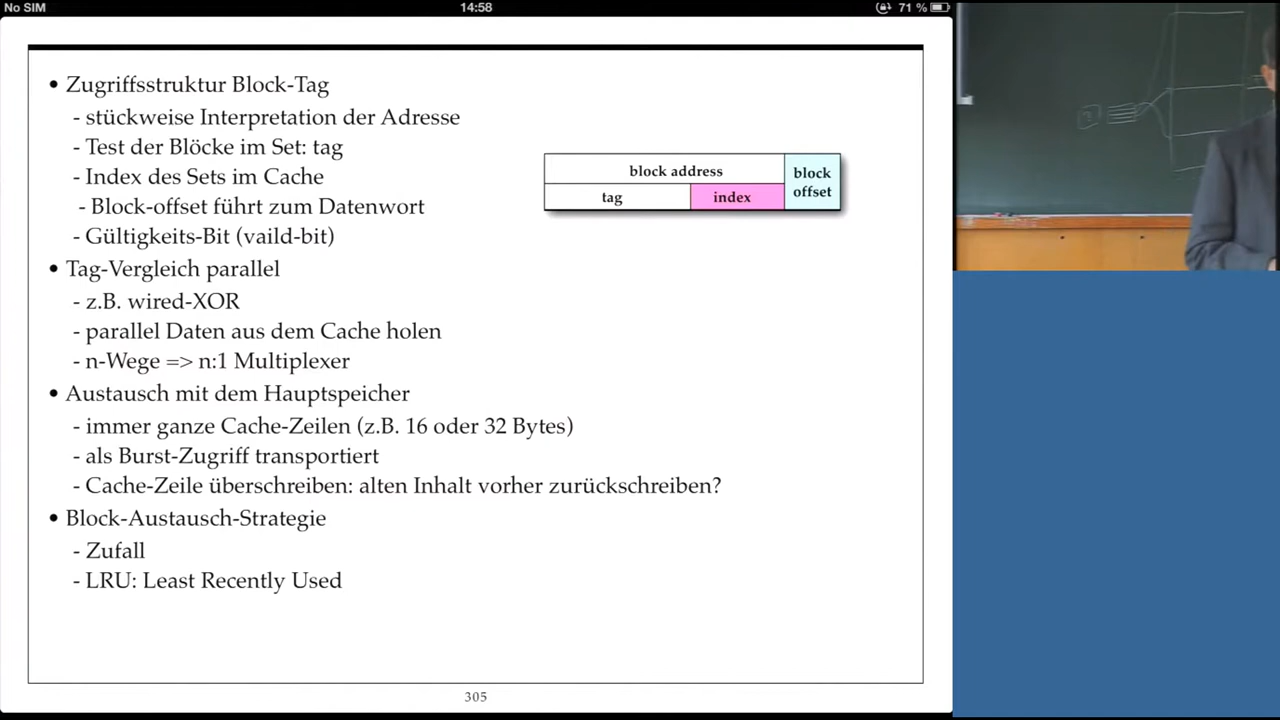 No SIM
14:58
71 %
• Zugriffsstruktur Block-Tag
- stückweise Interpretation der Adresse
- Test der Blöcke im Set: tag
- Index des Sets im Cache
- Block-offset führt zum Datenwort
- Gültigkeits-Bit (vaild-bit)
block address
block offset
tag
index
• Tag-Vergleich parallel
- z.B. wired-XOR
- parallel Daten aus dem Cache holen
- n-Wege => n:1 Multiplexer
• Austausch mit dem Hauptspeicher
- immer ganze Cache-Zeilen (z.B. 16 oder 32 Bytes)
- als Burst-Zugriff transportiert
- Cache-Zeile überschreiben: alten Inhalt vorher zurückschreiben?
• Block-Austausch-Strategie
- Zufall
- LRU: Least Recently Used
305